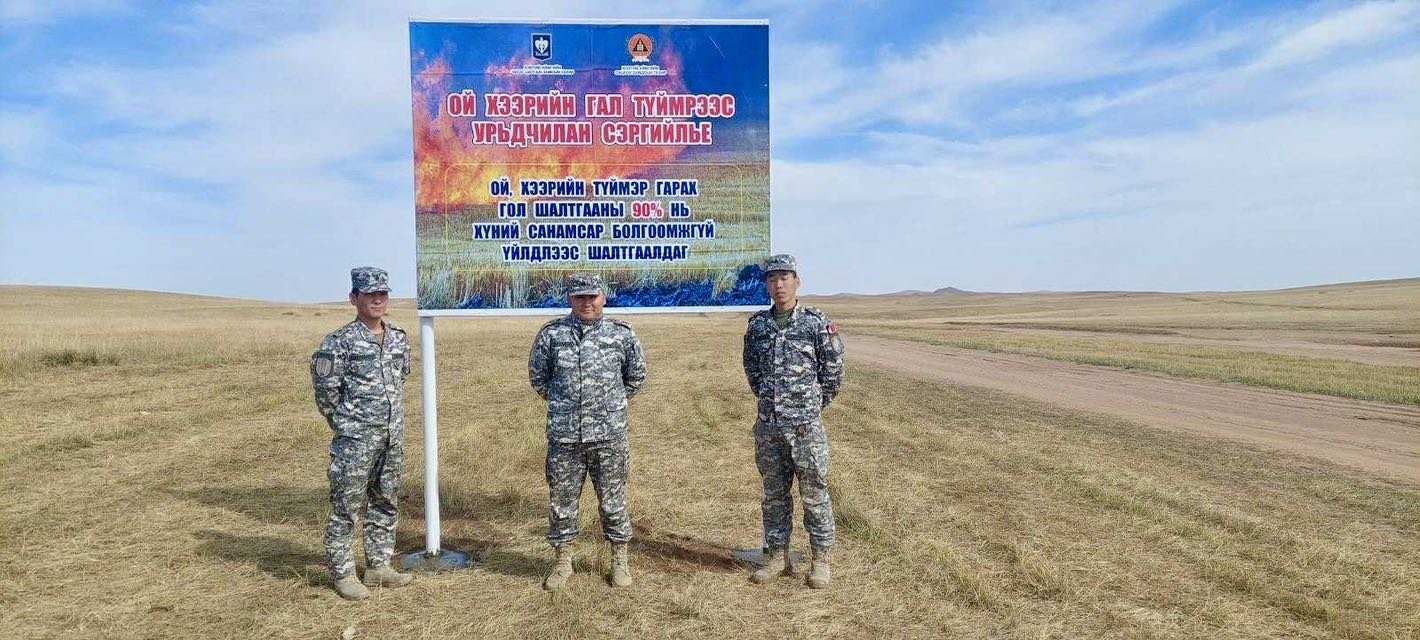 ОЙ ХЭЭРИЙН ГАЛ ТҮЙМРЭЭС
УРЬДЧИЛАН СЭРГИЙЛЬЕ
ОЙ, ХЭЭРИЙН ТҮЙМЭР ГАРАХ
ГОЛ ШАЛТГААНЫ 90% НЬ
ХҮНИЙ САНАМСАР БОЛГООМЖГҮЙ
ҮЙЛДЛЭЭС ШАЛТГААЛДАГ